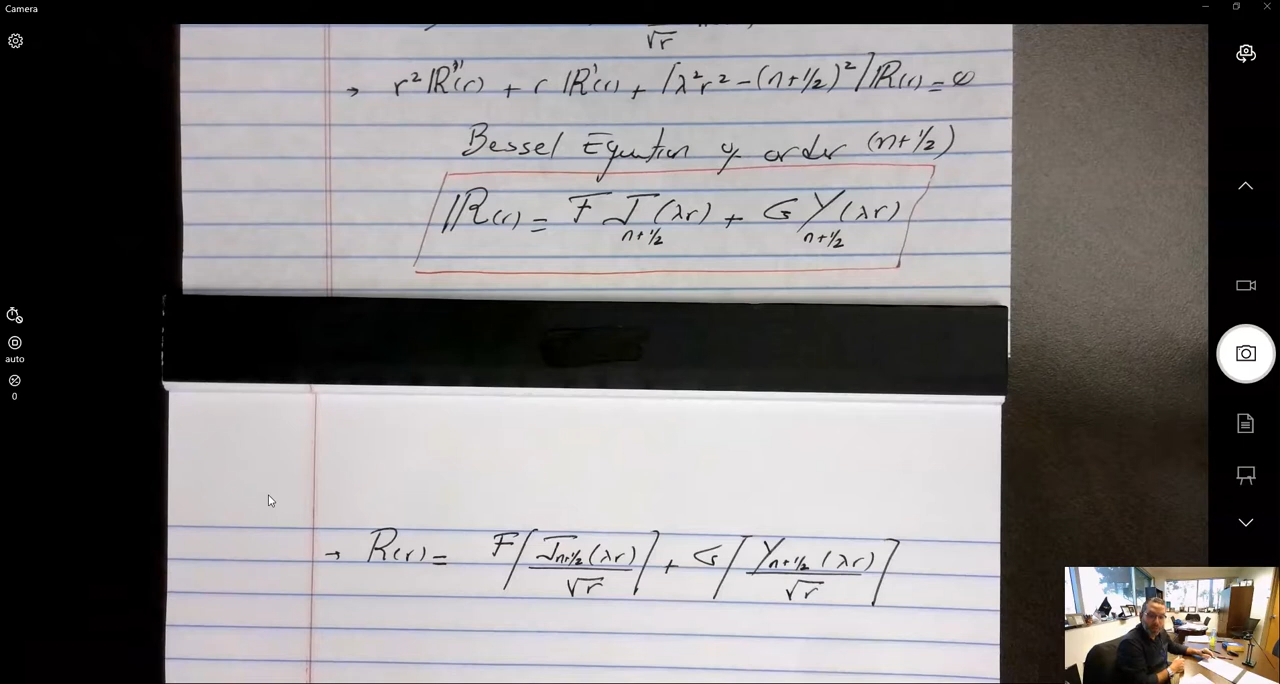 Camera
√r
→ r² ℝ''(r) + r ℝ'(r) + [λ²r² - (n+1/2)²] ℝ(r) = 0
Bessel Equation of order (n+1/2)
ℝ(r) = F J_{n+1/2}(λr) + G Y_{n+1/2}(λr)
auto
0
→ R(r) = F [J_{n+1/2}(λr)/√r] + G [Y_{n+1/2}(λr)/√r]